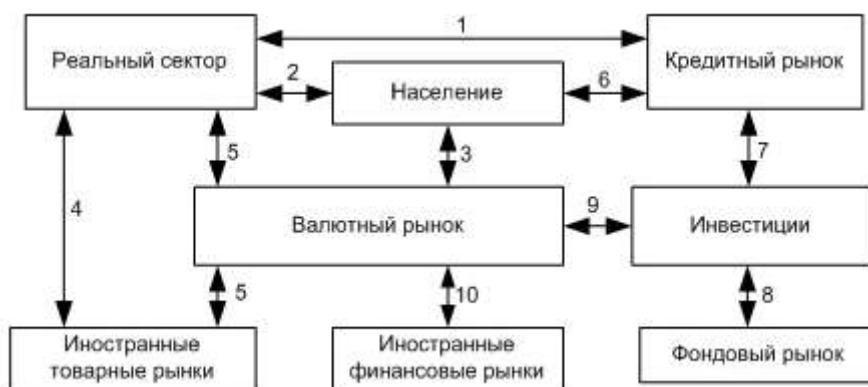 1
Реальный сектор
Кредитный рынок
2
Население
6
5
3
7
4
Валютный рынок
9
Инвестиции
5
10
8
Иностранные
товарные рынки
Иностранные
финансовые рынки
Фондовый рынок